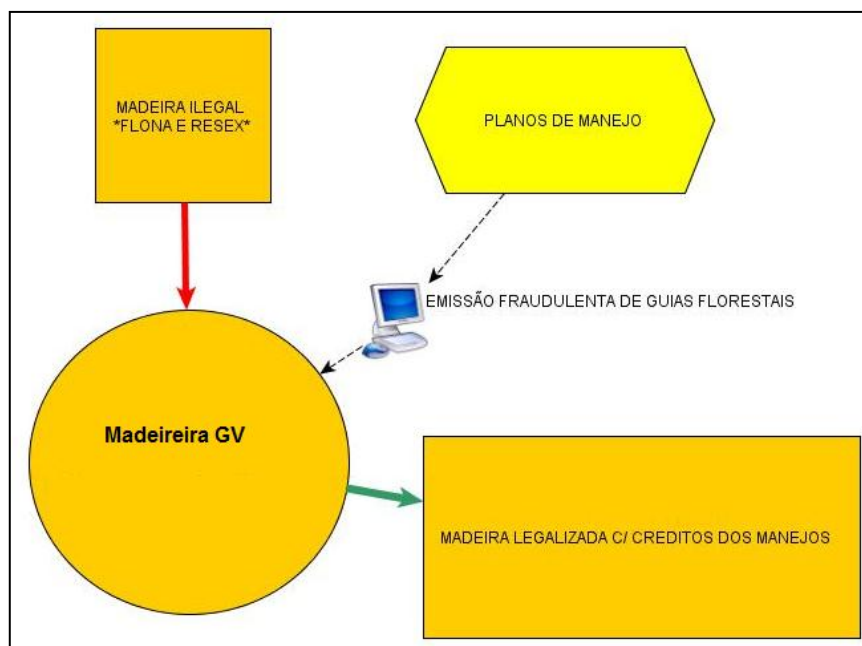 MADEIRA ILEGAL
*FLONA E RESEX*
PLANOS DE MANEJO
EMISSÃO FRAUDULENTA DE GUIAS FLORESTAIS
Madeireira GV
MADEIRA LEGALIZADA C/ CREDITOS DOS MANEJOS